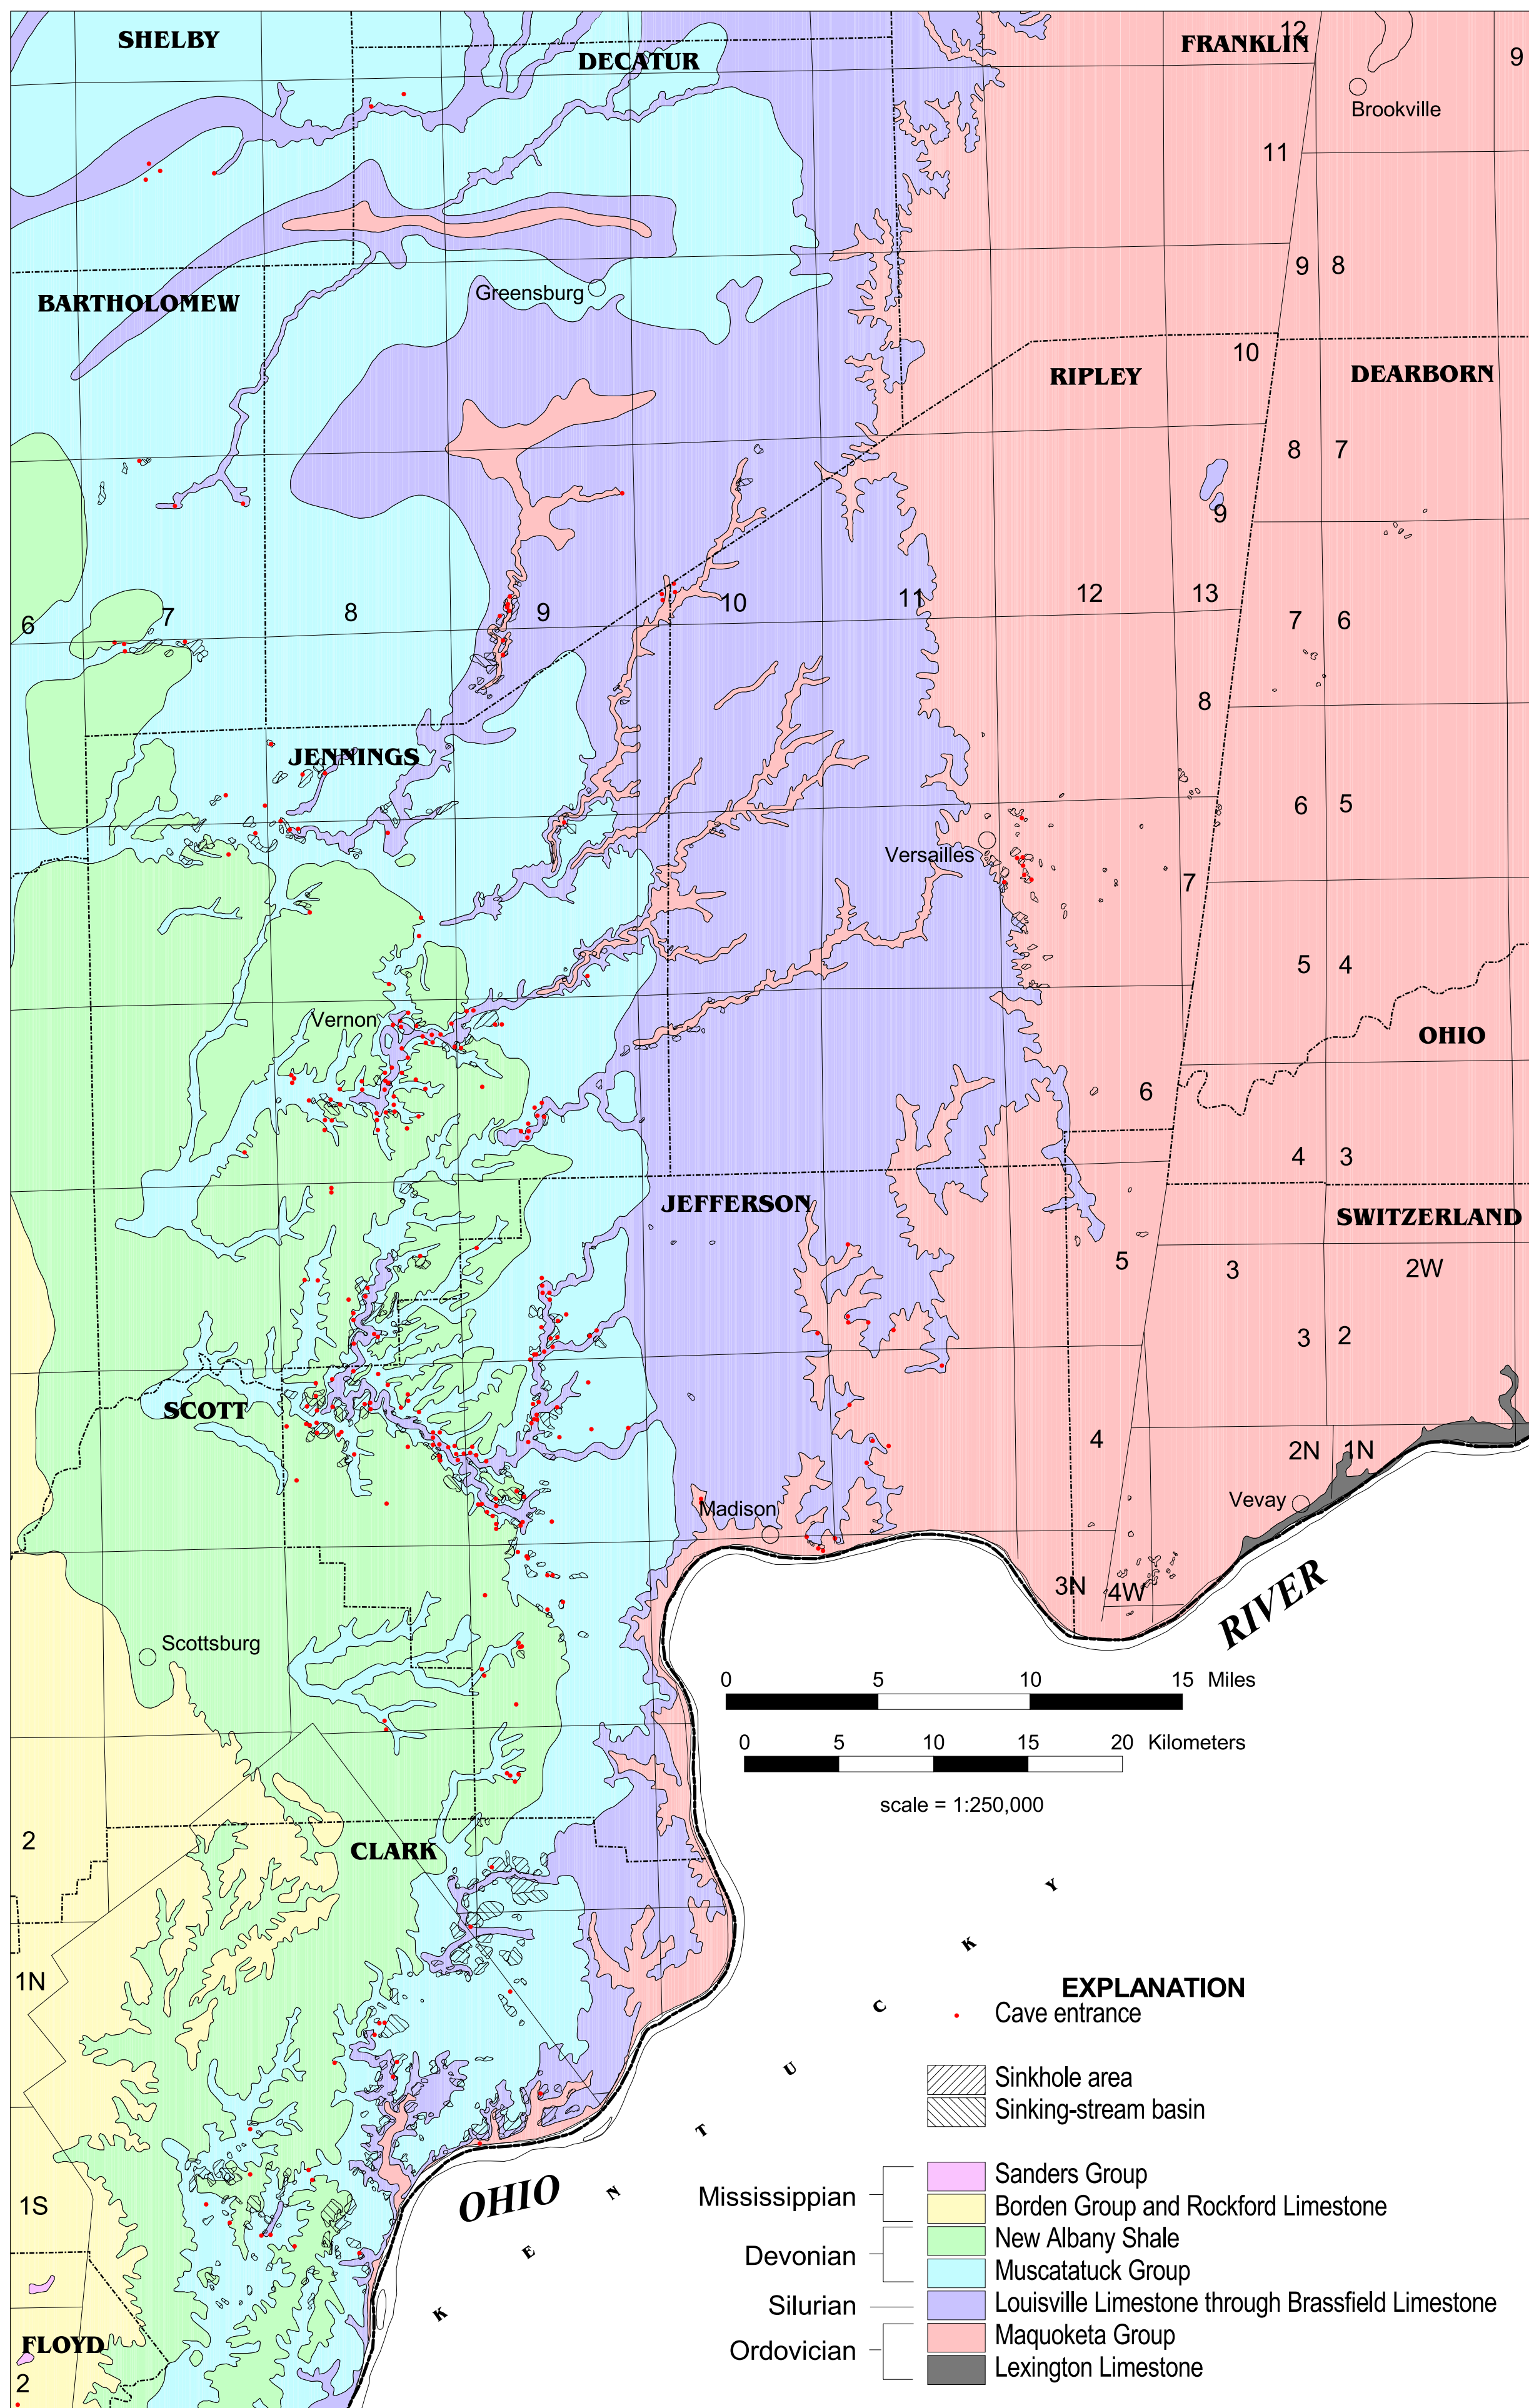 SHELBY
DECATUR
FRANKLIN
12
9
Brookville
11
9 8
BARTHOLOMEW
Greensburg
10
RIPLEY
DEARBORN
8 7
9
6 7 8 9 10 11 12 13
7 6
8
JENNINGS
6 5
Versailles
7
5 4
Vernon
OHIO
6
4 3
JEFFERSON
SWITZERLAND
5
3
2W
3 2
SCOTT
4
2N 1N
Madison
Vevay
3N
4W
RIVER
Scottsburg
0 5 10 15 Miles
0 5 10 15 20 Kilometers
scale = 1:250,000
2
CLARK
1N
1S
FLOYD
2
OHIO
K E N T U C K Y
EXPLANATION
Cave entrance
Sinkhole area
Sinking-stream basin
Mississippian
Sanders Group
Borden Group and Rockford Limestone
Devonian
New Albany Shale
Muscatatuck Group
Silurian
Louisville Limestone through Brassfield Limestone
Ordovician
Maquoketa Group
Lexington Limestone